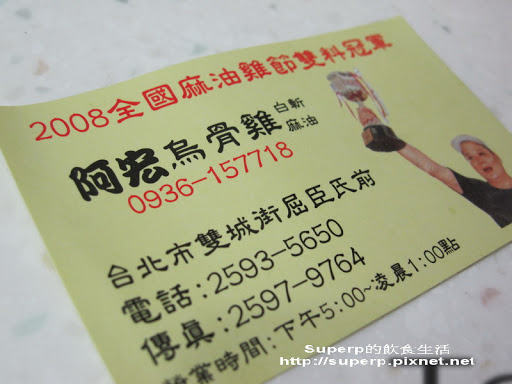 2008全國麻油雞節雙料冠軍
阿宏烏骨雞 白斬
麻油
0936-157718
台北市雙城街屈臣氏前
電話:2593-5650
傳真:2597-9764
營業時間:下午5:00~凌晨1:00點
Superp的飲食生活
http://superp.pixnet.net